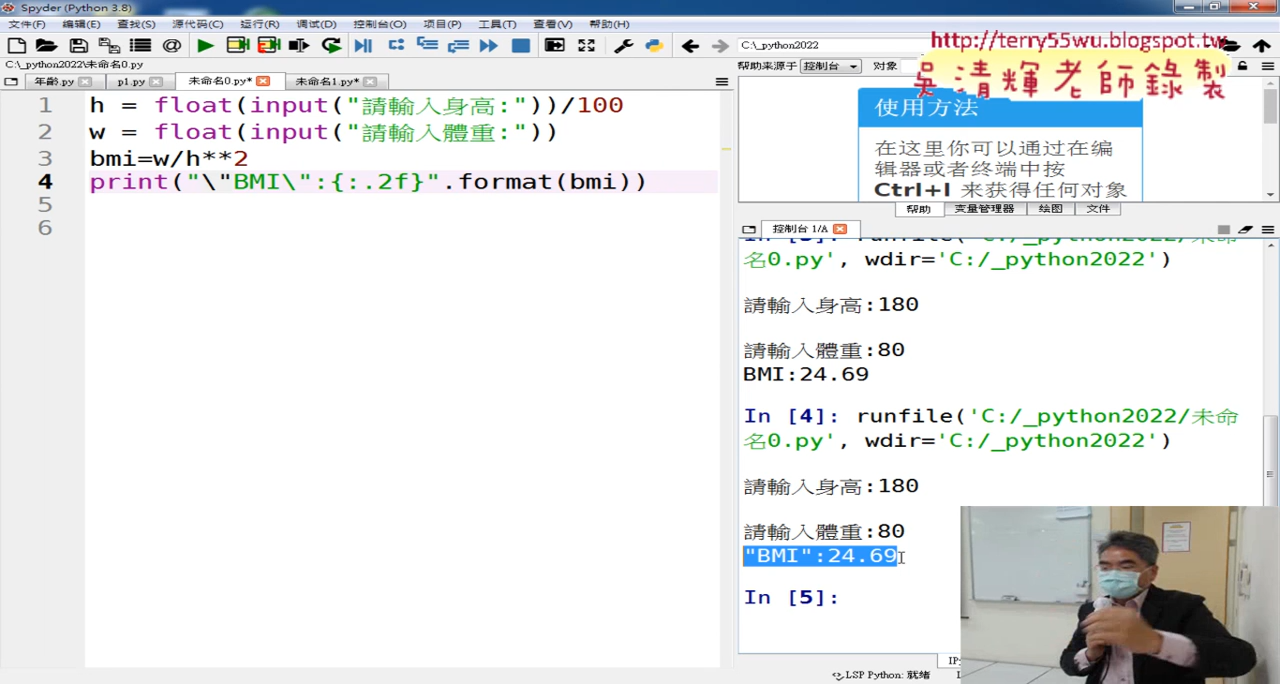 Spyder (Python 3.8)
文件(F) 编辑(E) 查找(S) 源代码(C) 运行(R) 调试(D) 控制台(O) 项目(P) 工具(T) 查看(V) 帮助(H)
C:\_python2022
http://terry55wu.blogspot.tw
吳清輝老師錄製
C:\_python2022\未命名0.py
年齡.py
p1.py
未命名0.py*
未命名1.py*
1 h = float(input("請輸入身高:"))/100
2 w = float(input("請輸入體重:"))
3 bmi=w/h**2
4 print("\"BMI\":{:.2f}".format(bmi))
5
6
帮助来源于 控制台 对象
使用方法
在这里你可以通过在编
辑器或者终端中按
Ctrl+I 来获得任何对象
帮助 变量管理器 绘图 文件
控制台 1/A
名0.py', wdir='C:/_python2022')
請輸入身高:180
請輸入體重:80
BMI:24.69
In [4]: runfile('C:/_python2022/未命
名0.py', wdir='C:/_python2022')
請輸入身高:180
請輸入體重:80
"BMI":24.69
In [5]:
LSP Python: 就绪